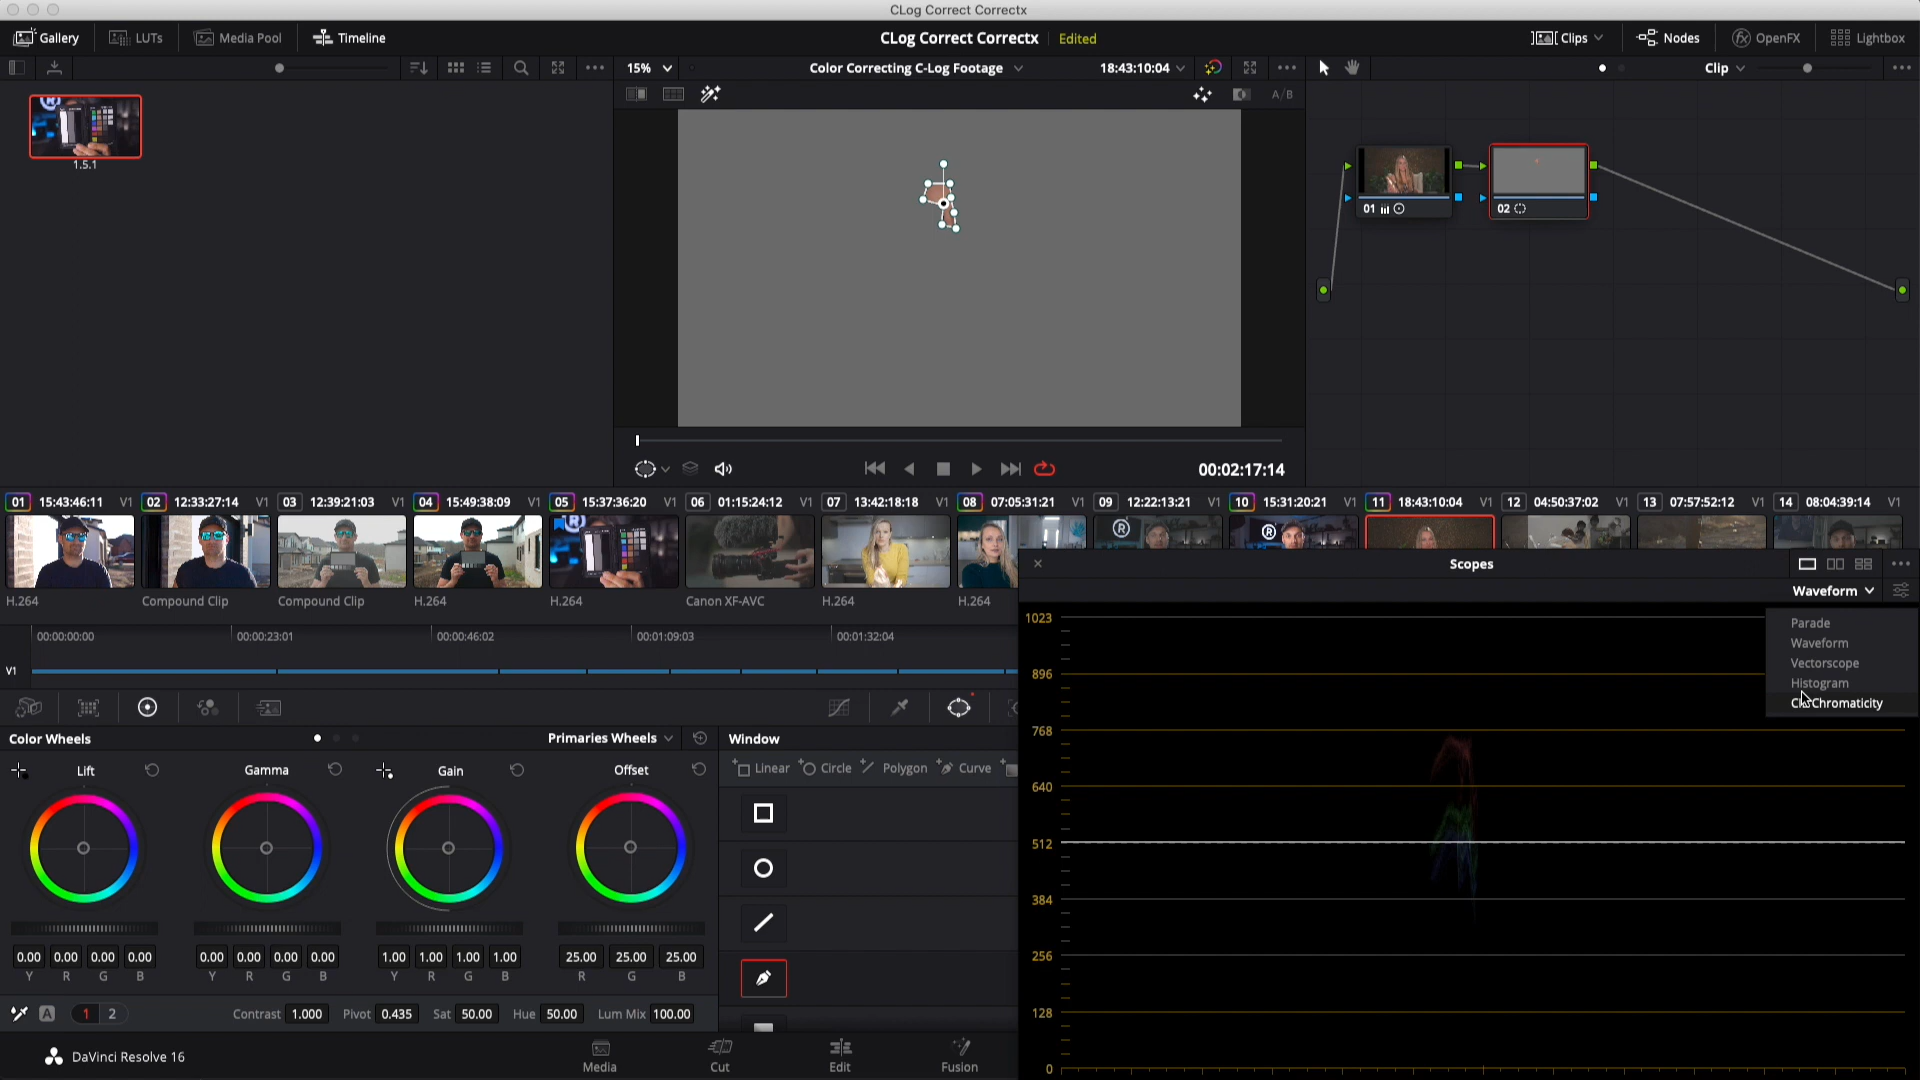 CLog Correct Correctx
Gallery LUTs Media Pool Timeline
CLog Correct Correctx Edited
Clips Nodes OpenFX Lightbox
15% Color Correcting C-Log Footage 18:43:10:04
Clip
A/B
1.5.1
01
02
00:02:17:14
01 15:43:46:11 V1 02 12:33:27:14 V1 03 12:39:21:03 V1 04 15:49:38:09 V1 05 15:37:36:20 V1 06 01:15:24:12 V1 07 13:42:18:18 V1 08 07:05:31:21 V1 09 12:22:13:21 V1 10 15:31:20:21 V1 11 18:43:10:04 V1 12 04:50:37:02 V1 13 07:57:52:12 V1 14 08:04:39:14 V1
H.264 Compound Clip Compound Clip H.264 H.264 Canon XF-AVC H.264 H.264
Scopes
Waveform
Parade
Waveform
Vectorscope
Histogram
Chromaticity
00:00:00:00 00:00:23:01 00:00:46:02 00:01:09:03 00:01:32:04
V1
1023
896
768
640
512
384
256
128
0
Color Wheels Primaries Wheels
Window
Lift Gamma Gain Offset
Linear Circle Polygon Curve
0.00 0.00 0.00 0.00 0.00 0.00 0.00 0.00 1.00 1.00 1.00 1.00 25.00 25.00 25.00
Y R G B Y R G B Y R G B R G B
A 1 2 Contrast 1.000 Pivot 0.435 Sat 50.00 Hue 50.00 Lum Mix 100.00
DaVinci Resolve 16
Media Cut Edit Fusion